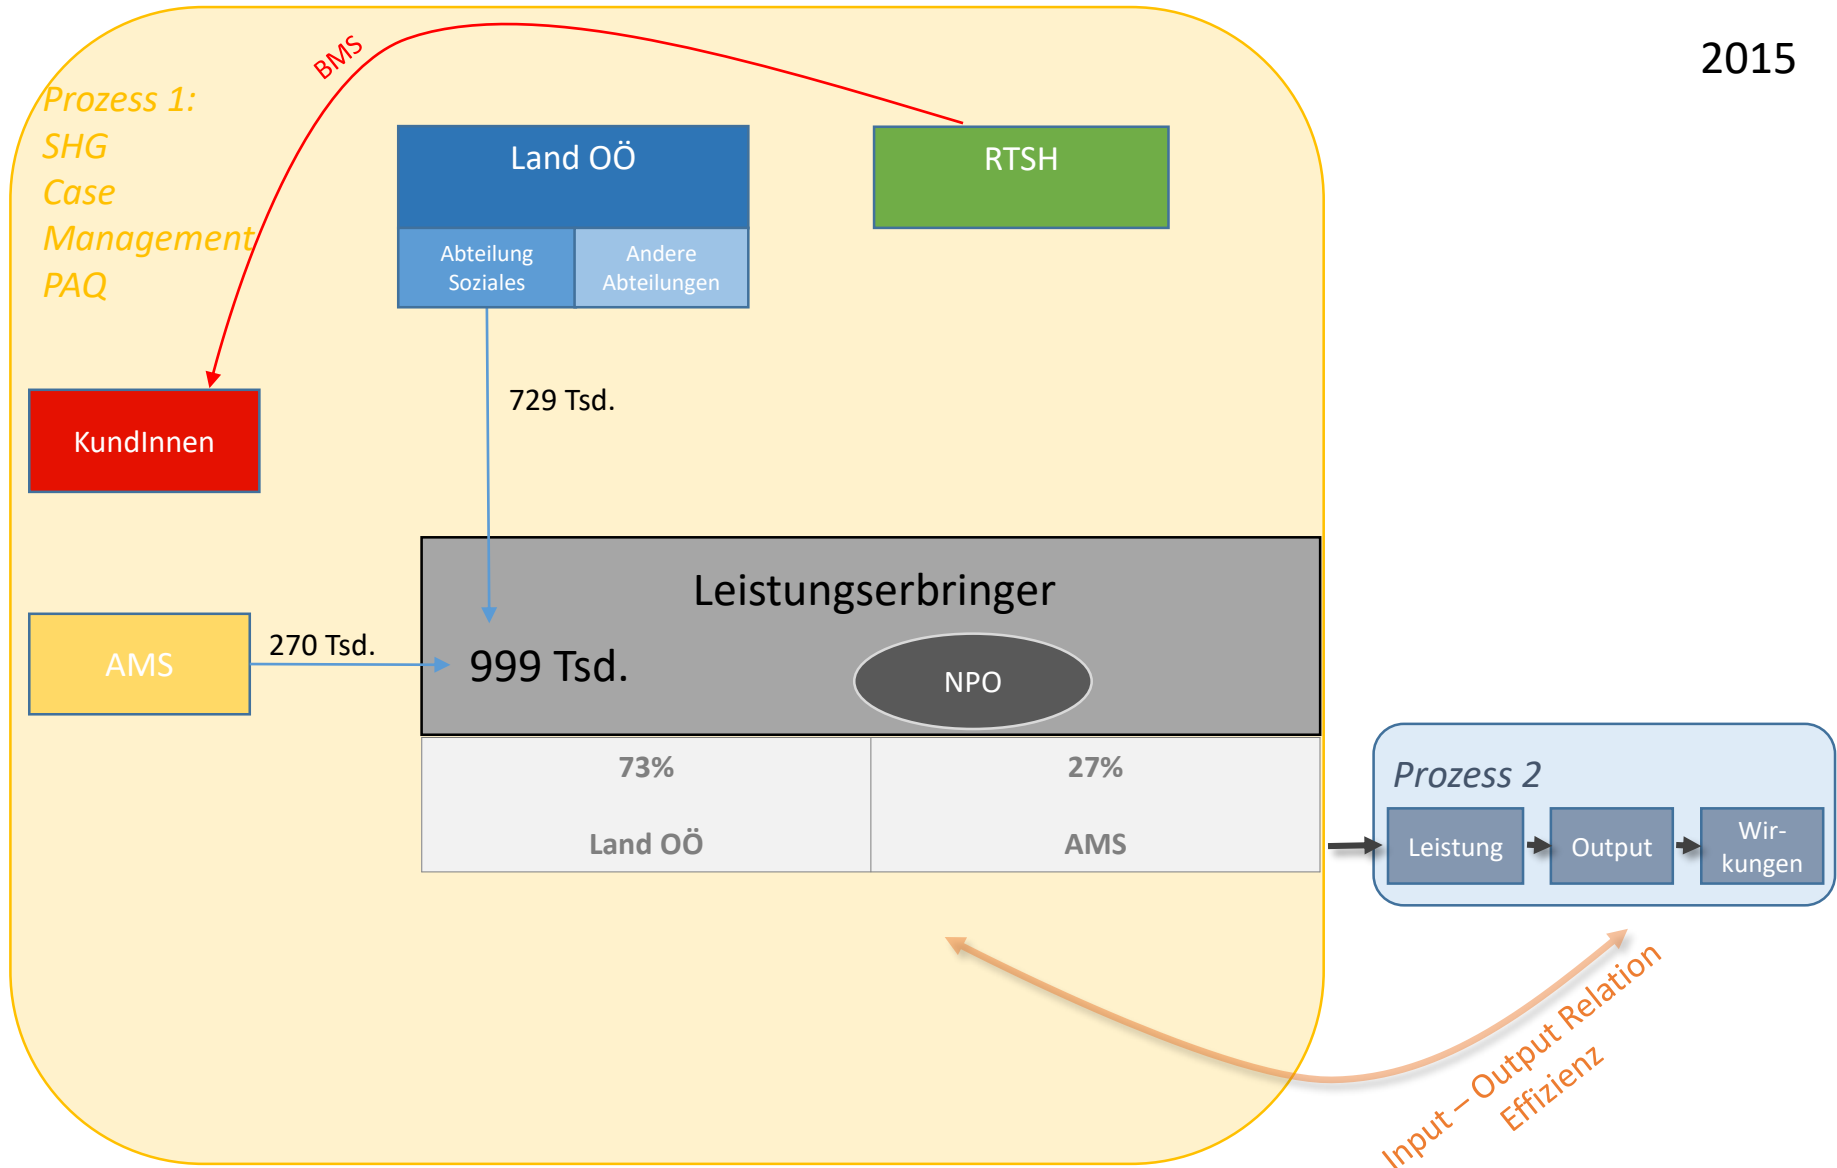 2015
BMS
Prozess 1:
SHG
Case
Management
PAQ
Land OÖ
RTSH
Abteilung
Soziales
Andere
Abteilungen
729 Tsd.
KundInnen
Leistungserbringer
AMS
270 Tsd.
999 Tsd.
NPO
73%
27%
Land OÖ
AMS
Prozess 2
Leistung
Output
Wir-
kungen
Input – Output Relation
Effizienz